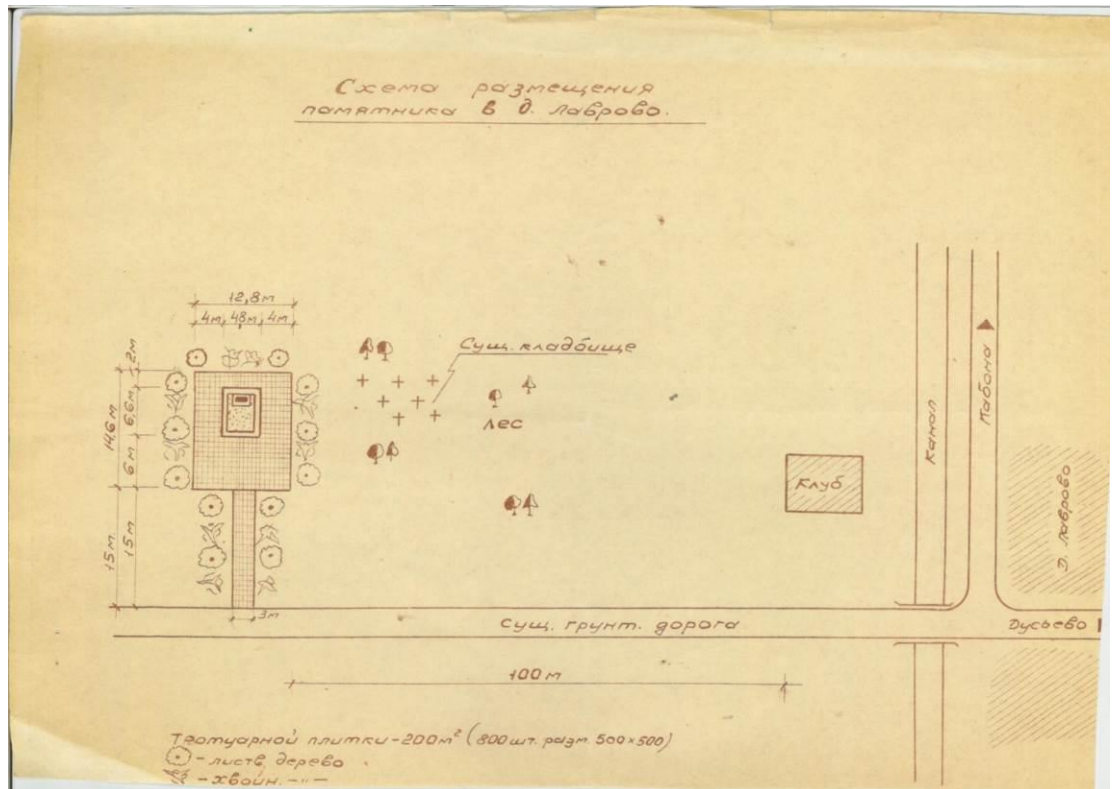 Схема размещения
памятника в д. Лаврово.
12,8м
4м, 4,8м, 4м
2м
6,6м
14,6м
6м
15м
15м
3м
Сущ. кладбище
лес
Клуб
Канал
Кабона
д. Лаврово
Сущ. грунт. дорога
Дусьево
100м
Тротуарной плитки-200м² (800шт. разм. 500×500)
-листв. дерево
-хвойн. -"-